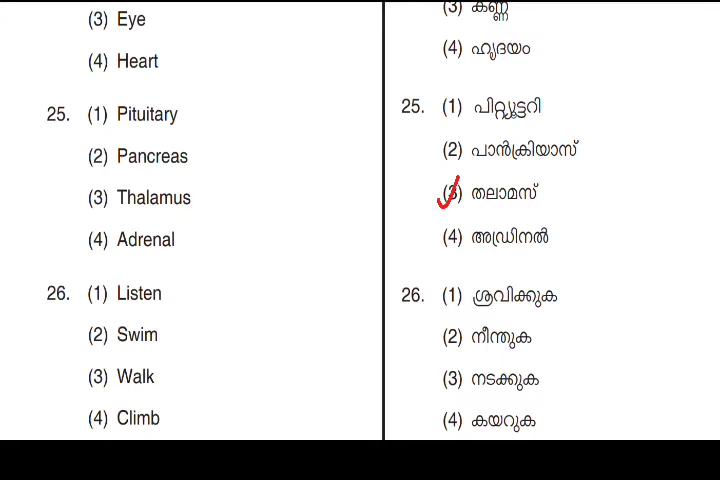 (3) Eye
(4) Heart
25. (1) Pituitary
(2) Pancreas
(3) Thalamus
(4) Adrenal
26. (1) Listen
(2) Swim
(3) Walk
(4) Climb
(3) കണ്ണ്
(4) ഹൃദയം
25. (1) പിറ്റ്യൂട്ടറി
(2) പാൻക്രിയാസ്
(3) തലാമസ്
(4) അഡ്രിനൽ
26. (1) ശ്രവിക്കുക
(2) നീന്തുക
(3) നടക്കുക
(4) കയറുക